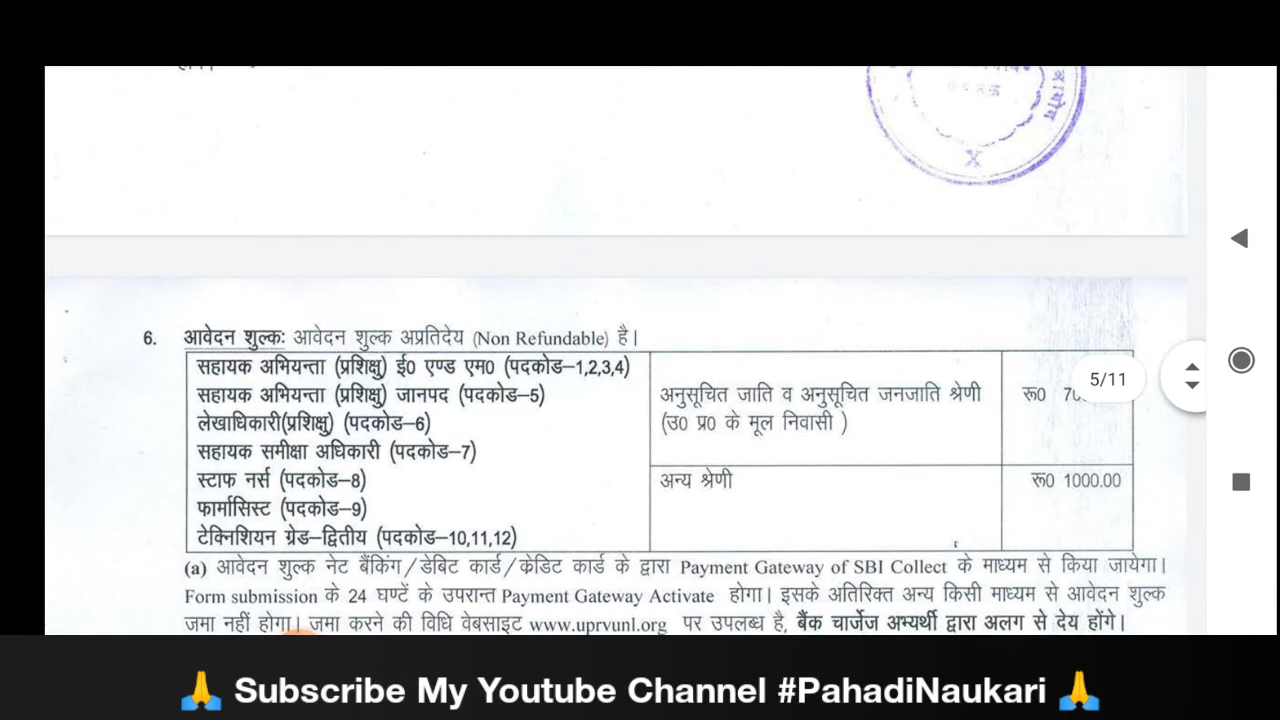 6. आवेदन शुल्कः आवेदन शुल्क अप्रतिदेय (Non Refundable) है।
सहायक अभियन्ता (प्रशिक्षु) ई0 एण्ड एम0 (पदकोड–1,2,3,4)
सहायक अभियन्ता (प्रशिक्षु) जानपद (पदकोड–5)
लेखाधिकारी(प्रशिक्षु) (पदकोड–6)
सहायक समीक्षा अधिकारी (पदकोड–7)
स्टाफ नर्स (पदकोड–8)
फार्मासिस्ट (पदकोड–9)
टेक्निशियन ग्रेड–द्वितीय (पदकोड–10,11,12)
अनुसूचित जाति व अनुसूचित जनजाति श्रेणी
(उ0 प्र0 के मूल निवासी )
रू0
अन्य श्रेणी
रू0 1000.00
5/11
(a) आवेदन शुल्क नेट बैंकिंग/डेबिट कार्ड/क्रेडिट कार्ड के द्वारा Payment Gateway of SBI Collect के माध्यम से किया जायेगा।
Form submission के 24 घण्टें के उपरान्त Payment Gateway Activate होगा। इसके अतिरिक्त अन्य किसी माध्यम से आवेदन शुल्क
जमा नहीं होगा। जमा करने की विधि वेबसाइट www.uprvunl.org पर उपलब्ध है, बैंक चार्जेज अभ्यर्थी द्वारा अलग से देय होंगे।
🙏 Subscribe My Youtube Channel #PahadiNaukari 🙏